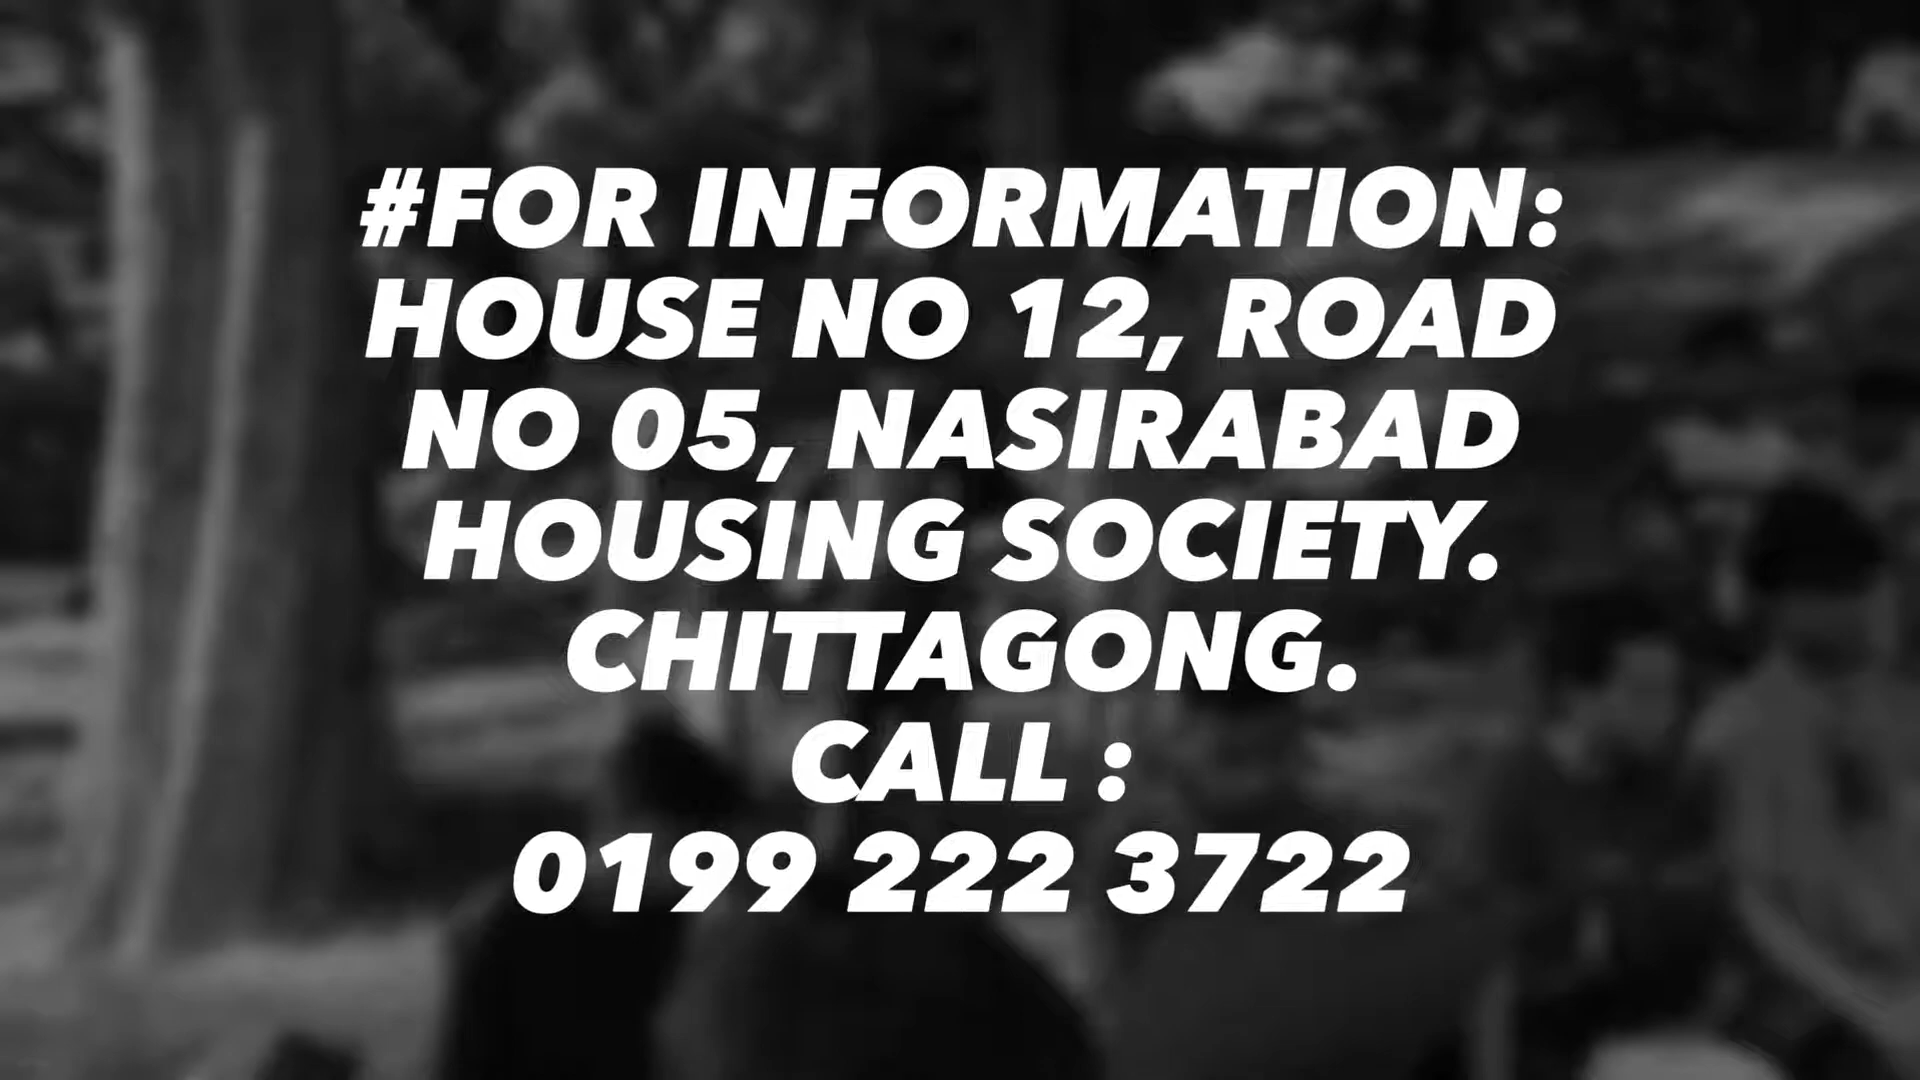 #FOR INFORMATION:
HOUSE NO 12, ROAD
NO 05, NASIRABAD
HOUSING SOCIETY.
CHITTAGONG.
CALL :
0199 222 3722